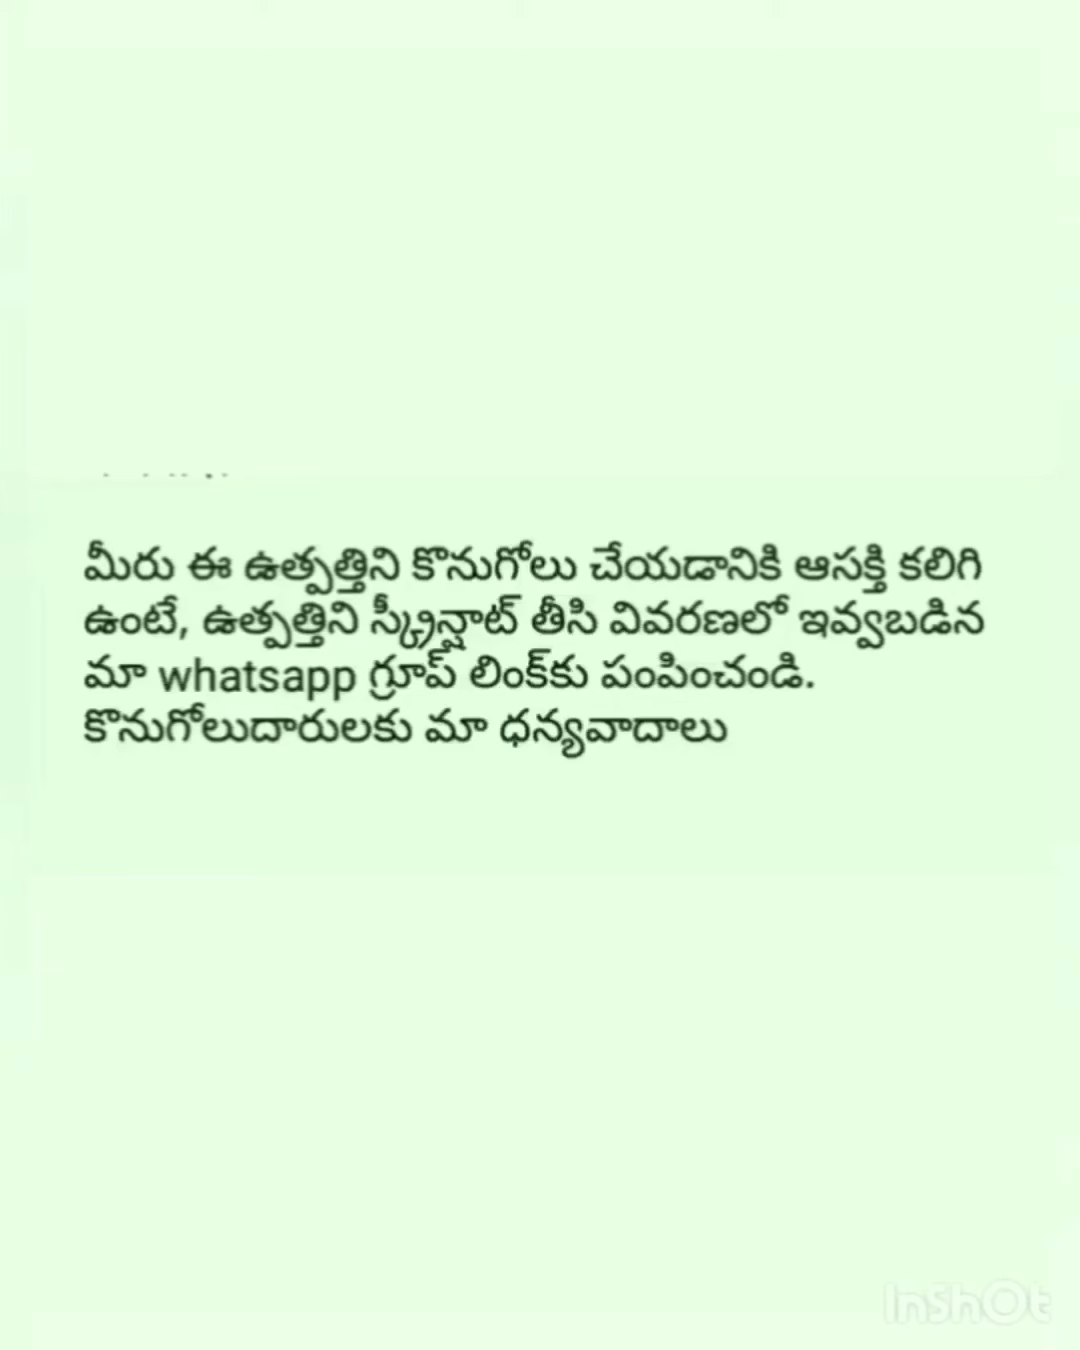 మీరు ఈ ఉత్పత్తిని కొనుగోలు చేయడానికి ఆసక్తి కలిగి
ఉంటే, ఉత్పత్తిని స్క్రీన్షాట్ తీసి వివరణలో ఇవ్వబడిన
మా whatsapp గ్రూప్ లింక్‌కు పంపించండి.
కొనుగోలుదారులకు మా ధన్యవాదాలు
InShOt